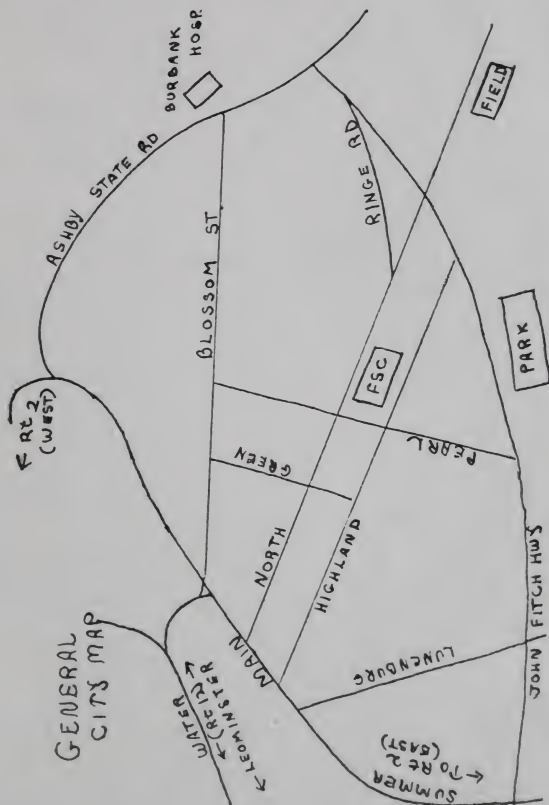 GENERAL
CITY MAP
← Rt 2
(WEST)
ASHBY STATE RD
BURBANK
HOSP.
BLOSSOM ST
RINGE RD
FIELD
FSC
PARK
GREEN
PEARL
NORTH
HIGHLAND
MAIN
WATER
← (Rt 12) →
← LEOMINSTER
LUNENBURG
SUMMER
← To Rt 2
(EAST)
JOHN FITCH HWY